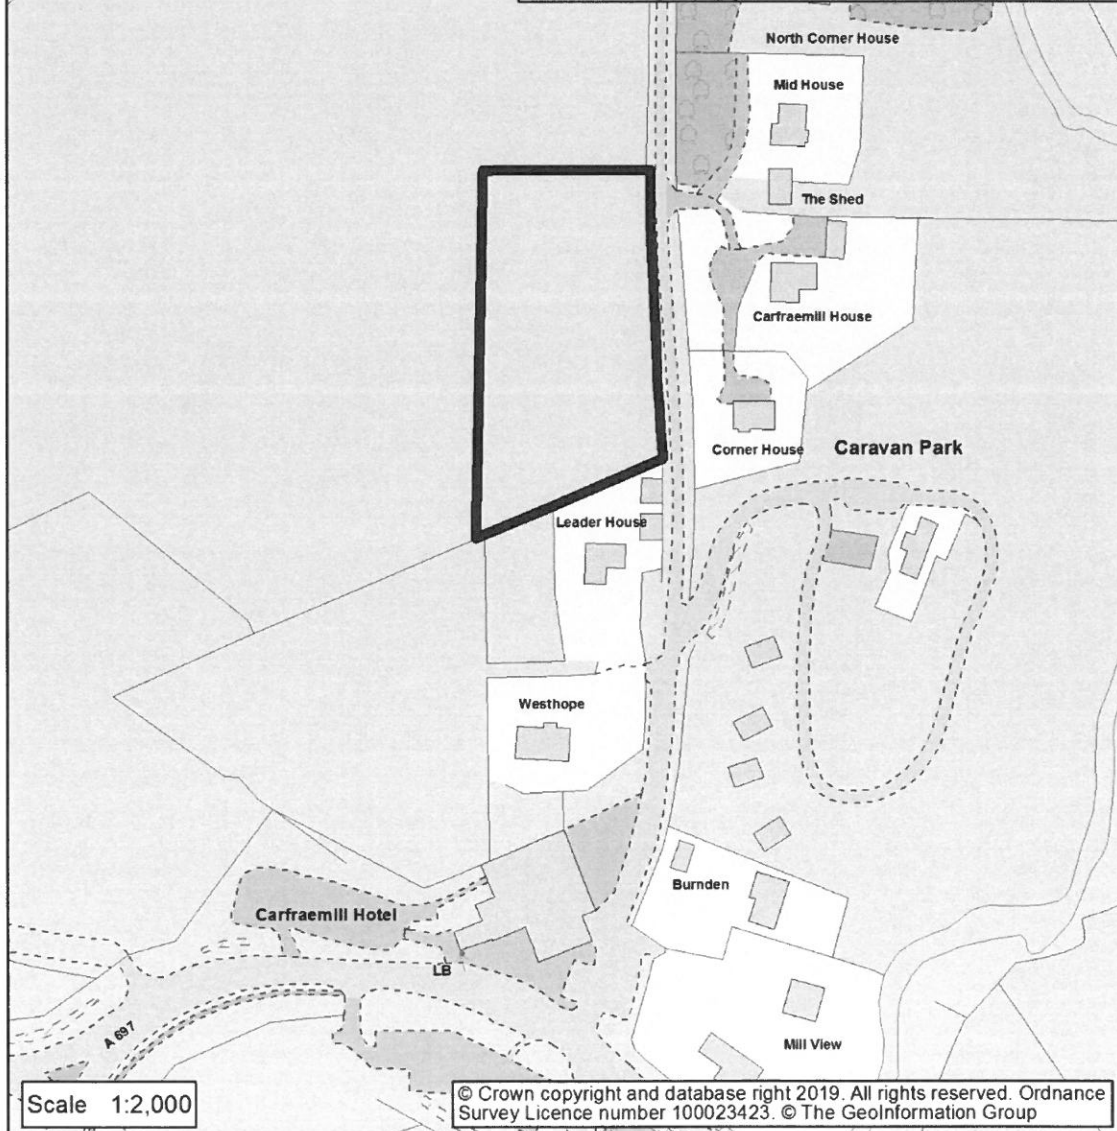 North Corner House
Mid House
The Shed
Carfraemill House
Corner House
Caravan Park
Leader House
Westhope
Burnden
Carfraemill Hotel
LB
A 697
Mill View
Scale 1:2,000
© Crown copyright and database right 2019. All rights reserved. Ordnance
Survey Licence number 100023423. © The GeoInformation Group